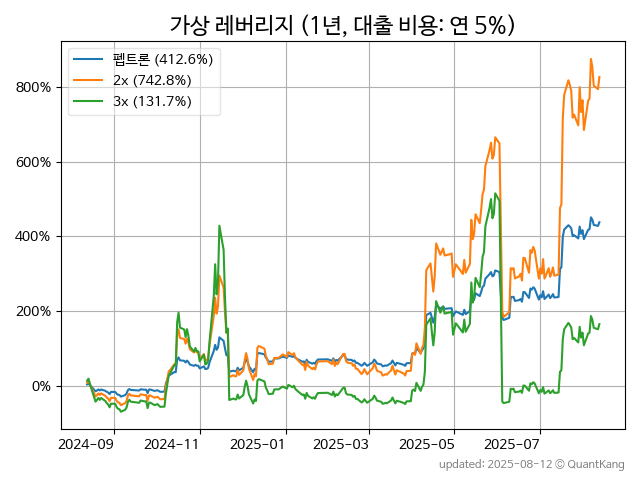 가상 레버리지 (1년, 대출 비용: 연 5%)
펩트론 (412.6%)
2x (742.8%)
3x (131.7%)
800%
600%
400%
200%
0%
2024-09 2024-11 2025-01 2025-03 2025-05 2025-07
updated: 2025-08-12 © QuantKang